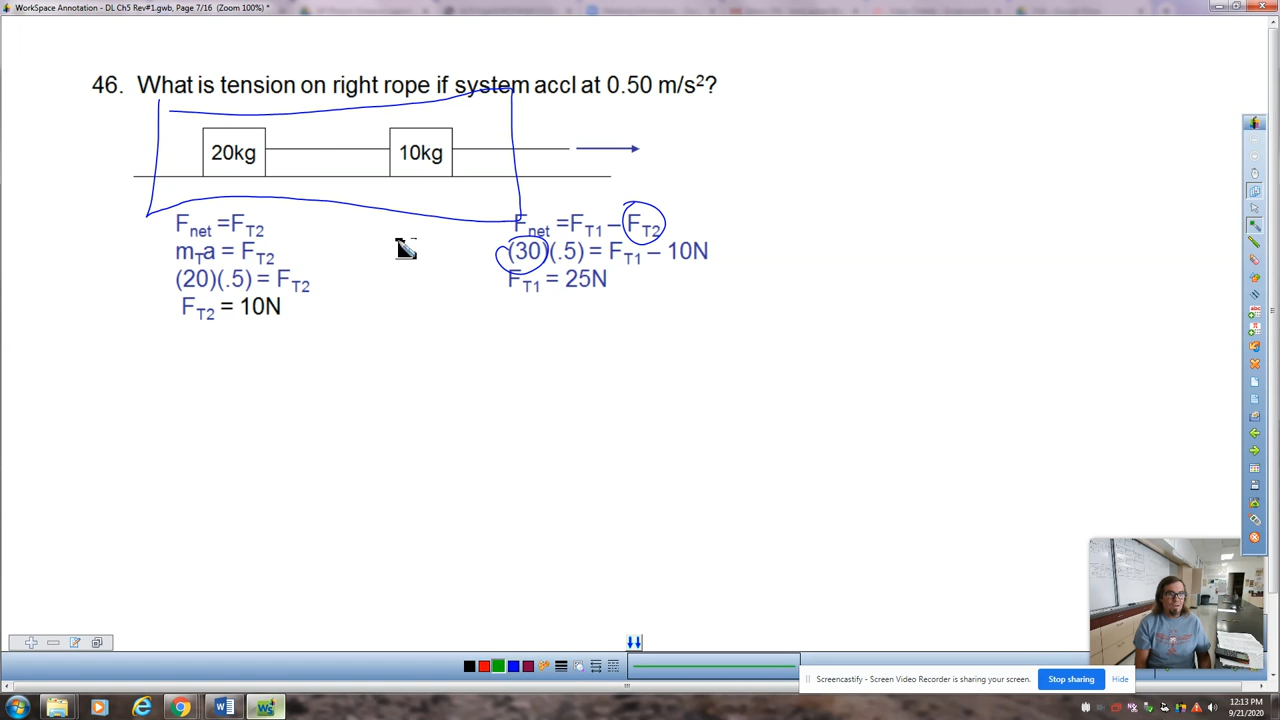 WorkSpace Annotation - DL Ch5 Rev#1.gwb, Page 7/16 (Zoom 100%) *
46. What is tension on right rope if system accl at 0.50 m/s²?
20kg
10kg
Fnet =FT2
mTa = FT2
(20)(.5) = FT2
FT2 = 10N
Fnet =FT1 – FT2
(30)(.5) = FT1 – 10N
FT1 = 25N
Screencastify - Screen Video Recorder is sharing your screen.
Stop sharing
Hide
12:13 PM
9/21/2020